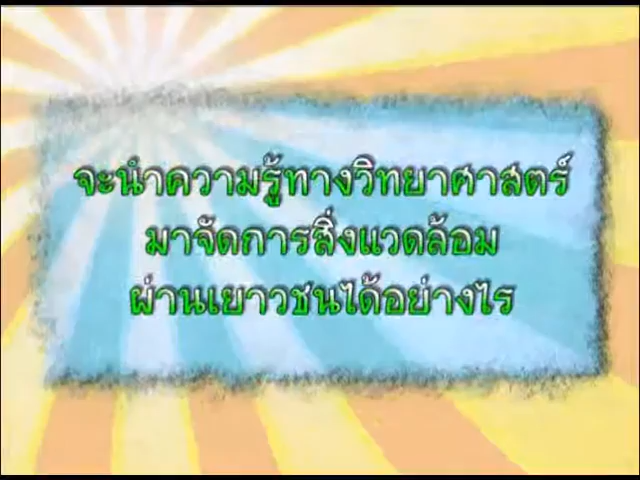 จะนำความรู้ทางวิทยาศาสตร์
มาจัดการสิ่งแวดล้อม
ผ่านเยาวชนได้อย่างไร